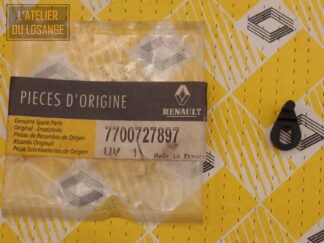 L'ATELIER
DU
LOSANGE
PIECES D'ORIGINE
Genuine Spare Parts
Original - Ersatzteile
Piezas de Recambio de Origen
Ricambi Originali
Peças Sobresselentes de Origem
RENAULT
7700727897
UV 1
Made in France